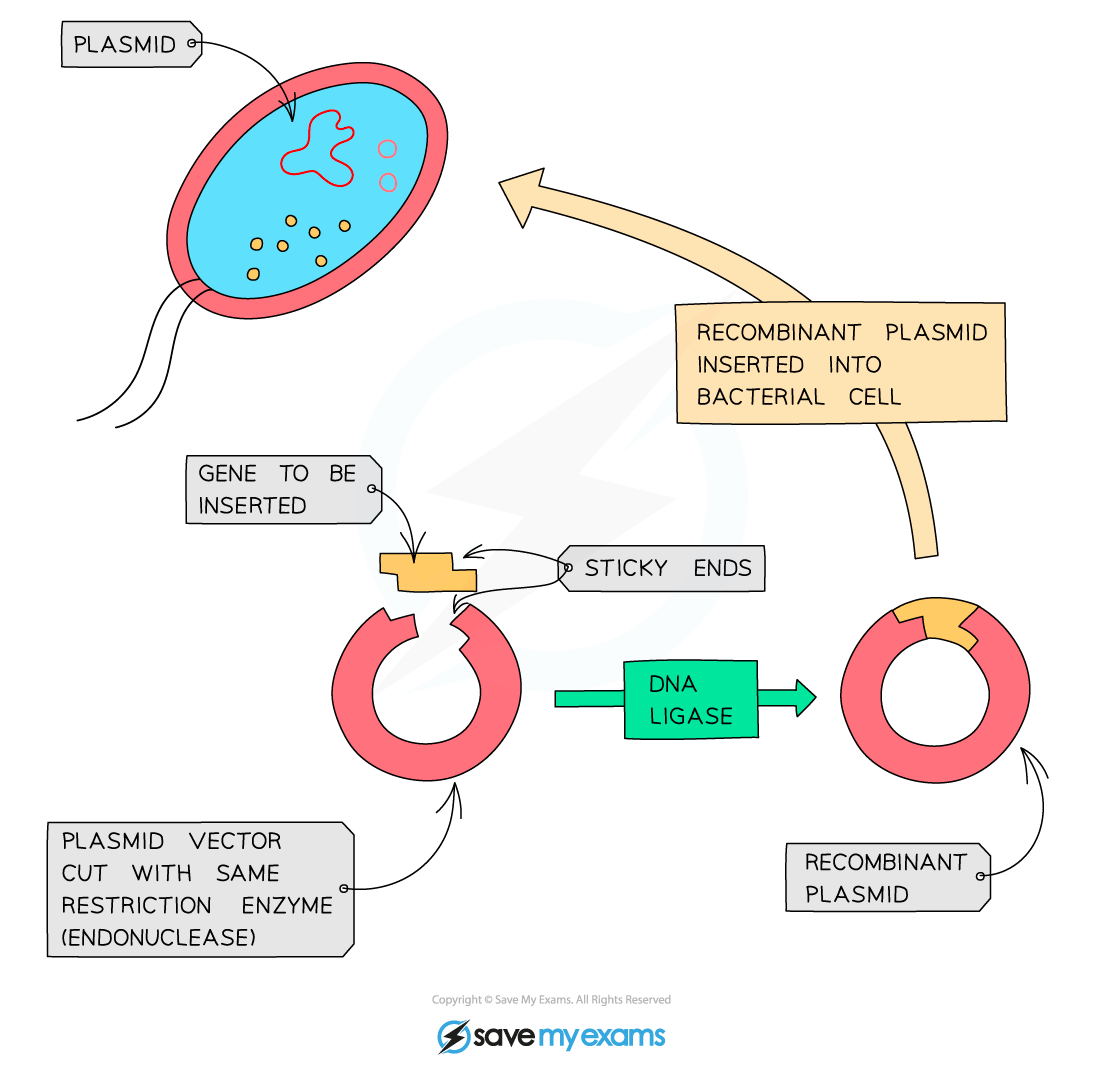 PLASMID
RECOMBINANT PLASMID
INSERTED INTO
BACTERIAL CELL
GENE TO BE
INSERTED
STICKY ENDS
DNA
LIGASE
PLASMID VECTOR
CUT WITH SAME
RESTRICTION ENZYME
(ENDONUCLEASE)
RECOMBINANT
PLASMID
Copyright © Save My Exams. All Rights Reserved
save my exams